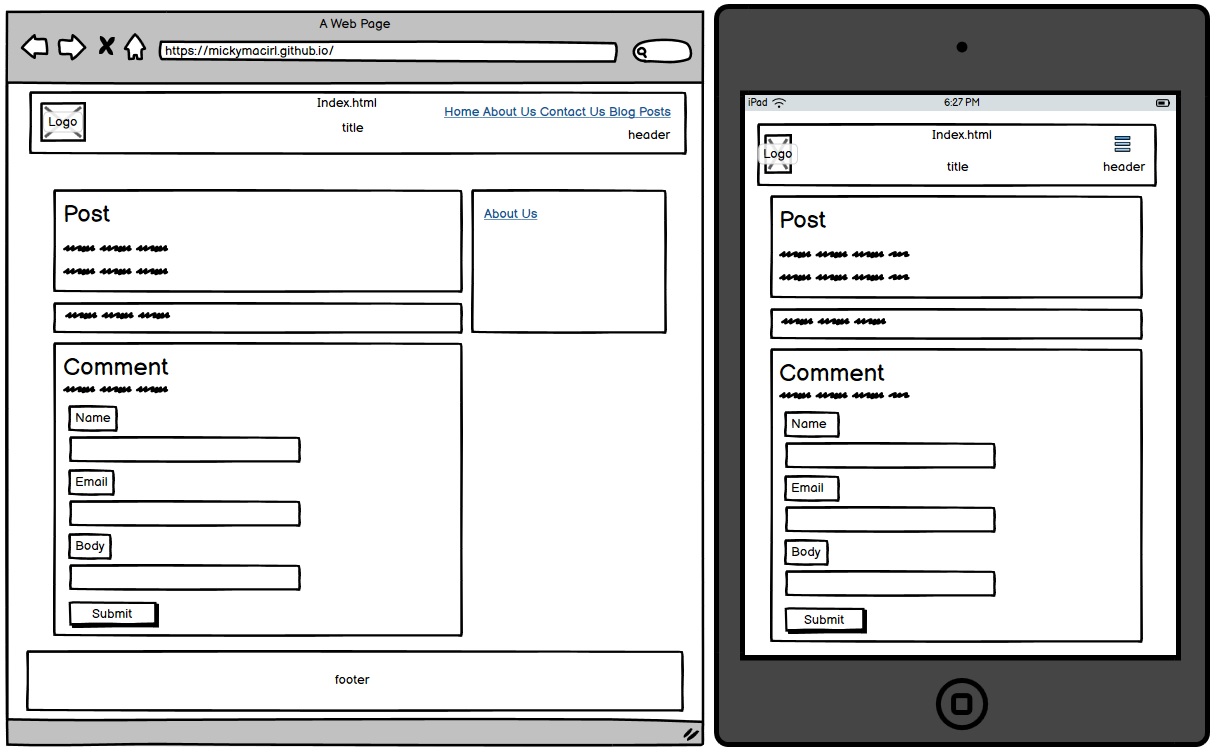 A Web Page
https://mickymacirl.github.io/
Logo
Index.html
title
Home About Us Contact Us Blog Posts
header
Post
About Us
Comment
Name
Email
Body
Submit
footer
iPad
6:27 PM
Logo
Index.html
title
header
Post
Comment
Name
Email
Body
Submit